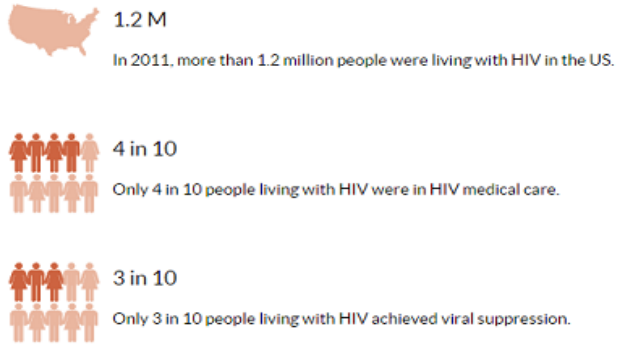 1.2 M
In 2011, more than 1.2 million people were living with HIV in the US.
4 in 10
Only 4 in 10 people living with HIV were in HIV medical care.
3 in 10
Only 3 in 10 people living with HIV achieved viral suppression.